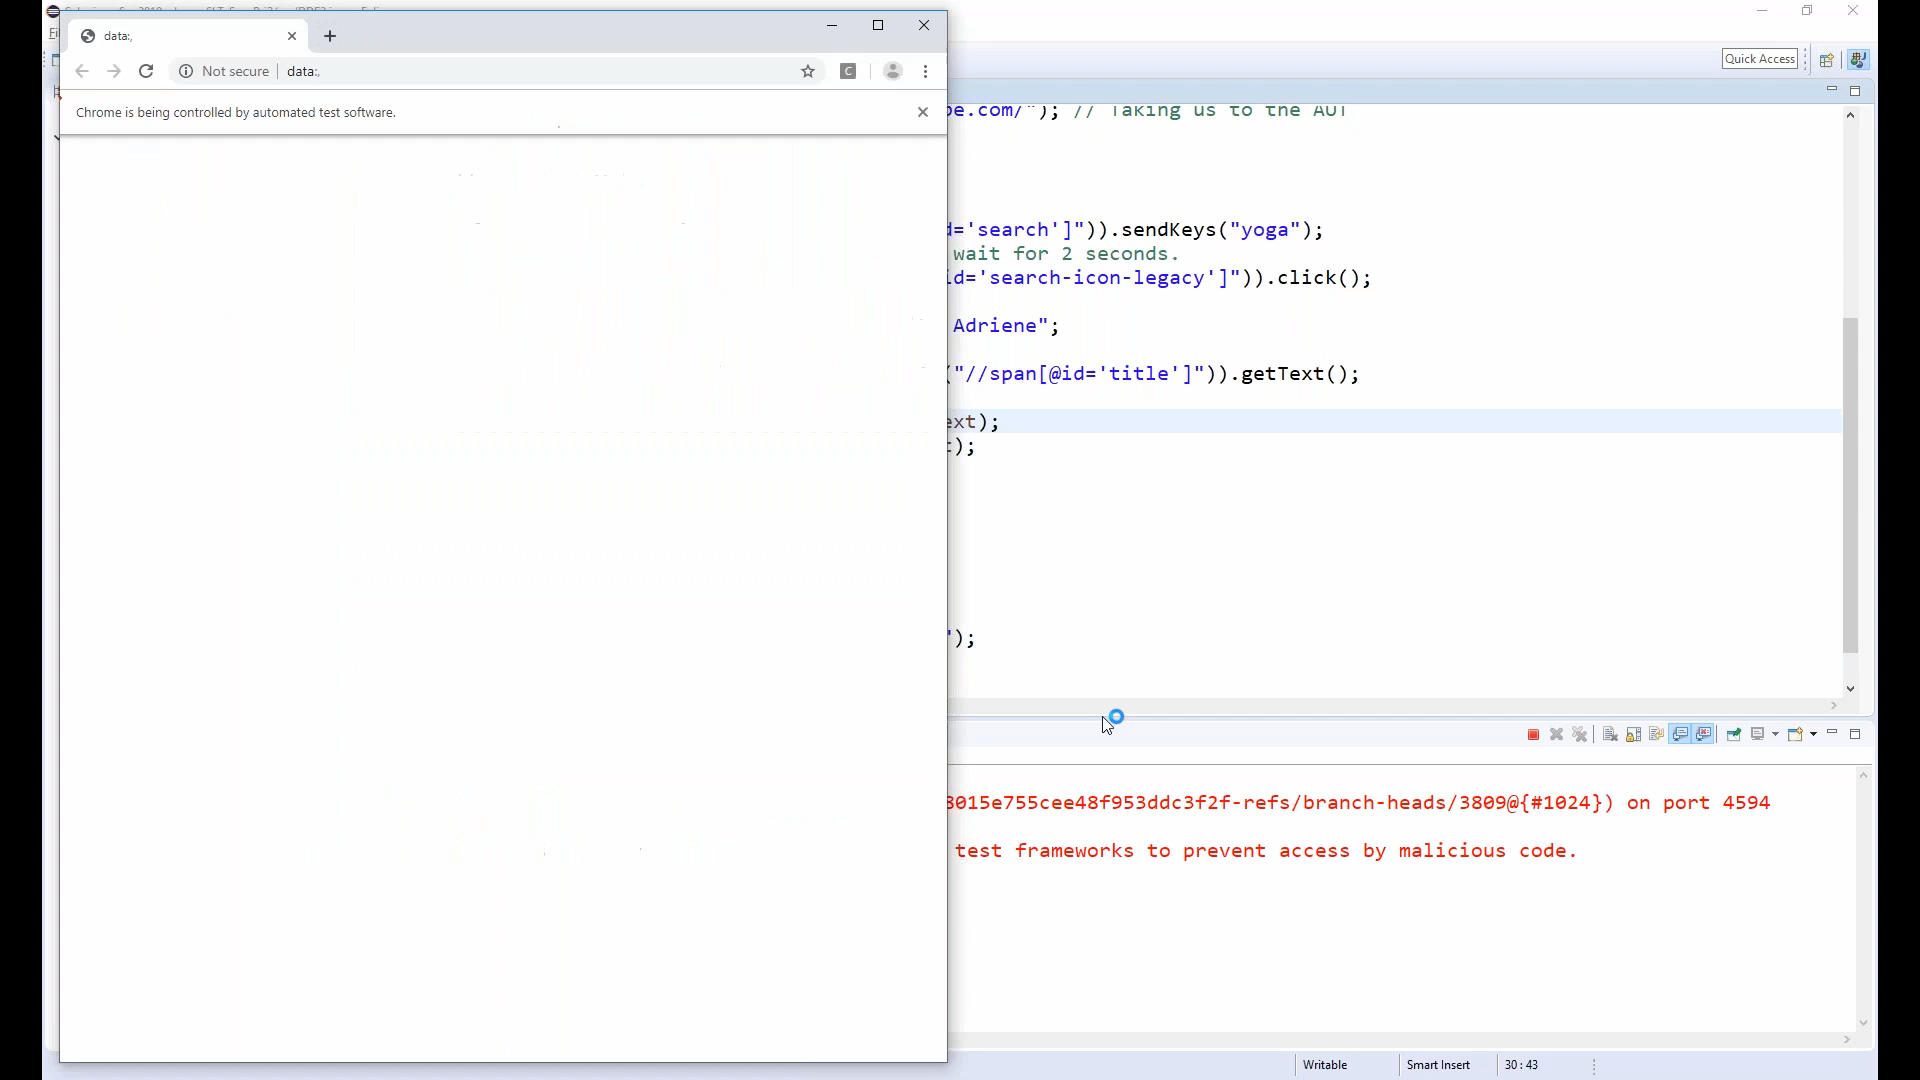 data:,
Not secure
data:,
Chrome is being controlled by automated test software.
Quick Access
be.com/"); // Taking us to the AUT
d='search']")).sendKeys("yoga");
wait for 2 seconds.
id='search-icon-legacy']")).click();
Adriene";
("//span[@id='title']")).getText();
ext);
t);
");
3015e755cee48f953ddc3f2f-refs/branch-heads/3809@{#1024}) on port 4594
test frameworks to prevent access by malicious code.
Writable
Smart Insert
30 : 43